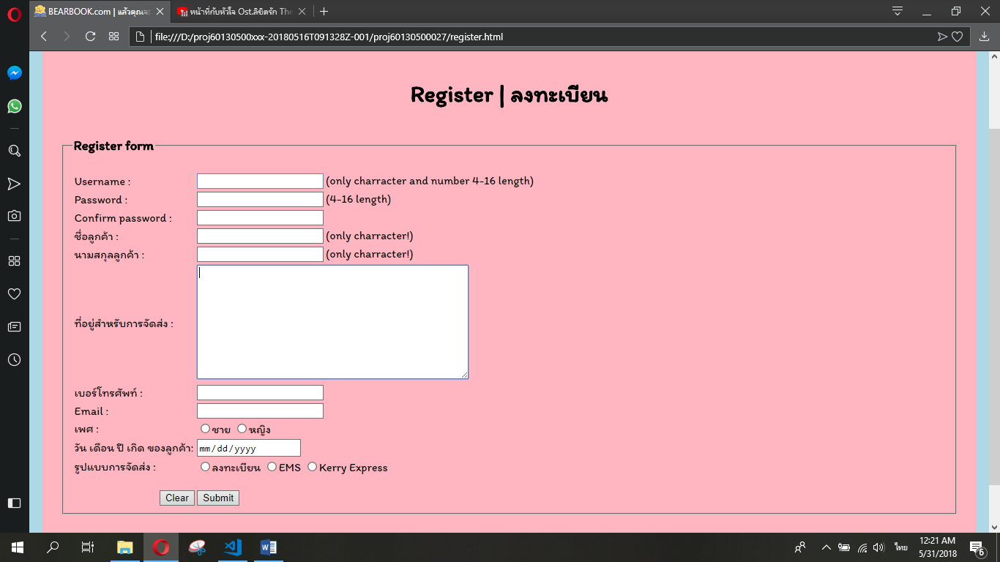 BEARBOOK.com | แล้วคุณจะ
หน้าที่กับหัวใจ Ost.ลิขิตรัก The
file:///D:/proj60130500xxx-20180516T091328Z-001/proj60130500027/register.html
Register | ลงทะเบียน
Register form
Username : (only charracter and number 4-16 length)
Password : (4-16 length)
Confirm password :
ชื่อลูกค้า : (only charracter!)
นามสกุลลูกค้า : (only charracter!)
ที่อยู่สำหรับการจัดส่ง :
เบอร์โทรศัพท์ :
Email :
เพศ : ชาย หญิง
วัน เดือน ปี เกิด ของลูกค้า: mm/dd/yyyy
รูปแบบการจัดส่ง : ลงทะเบียน EMS Kerry Express
Clear Submit
ไทย
12:21 AM
5/31/2018
6